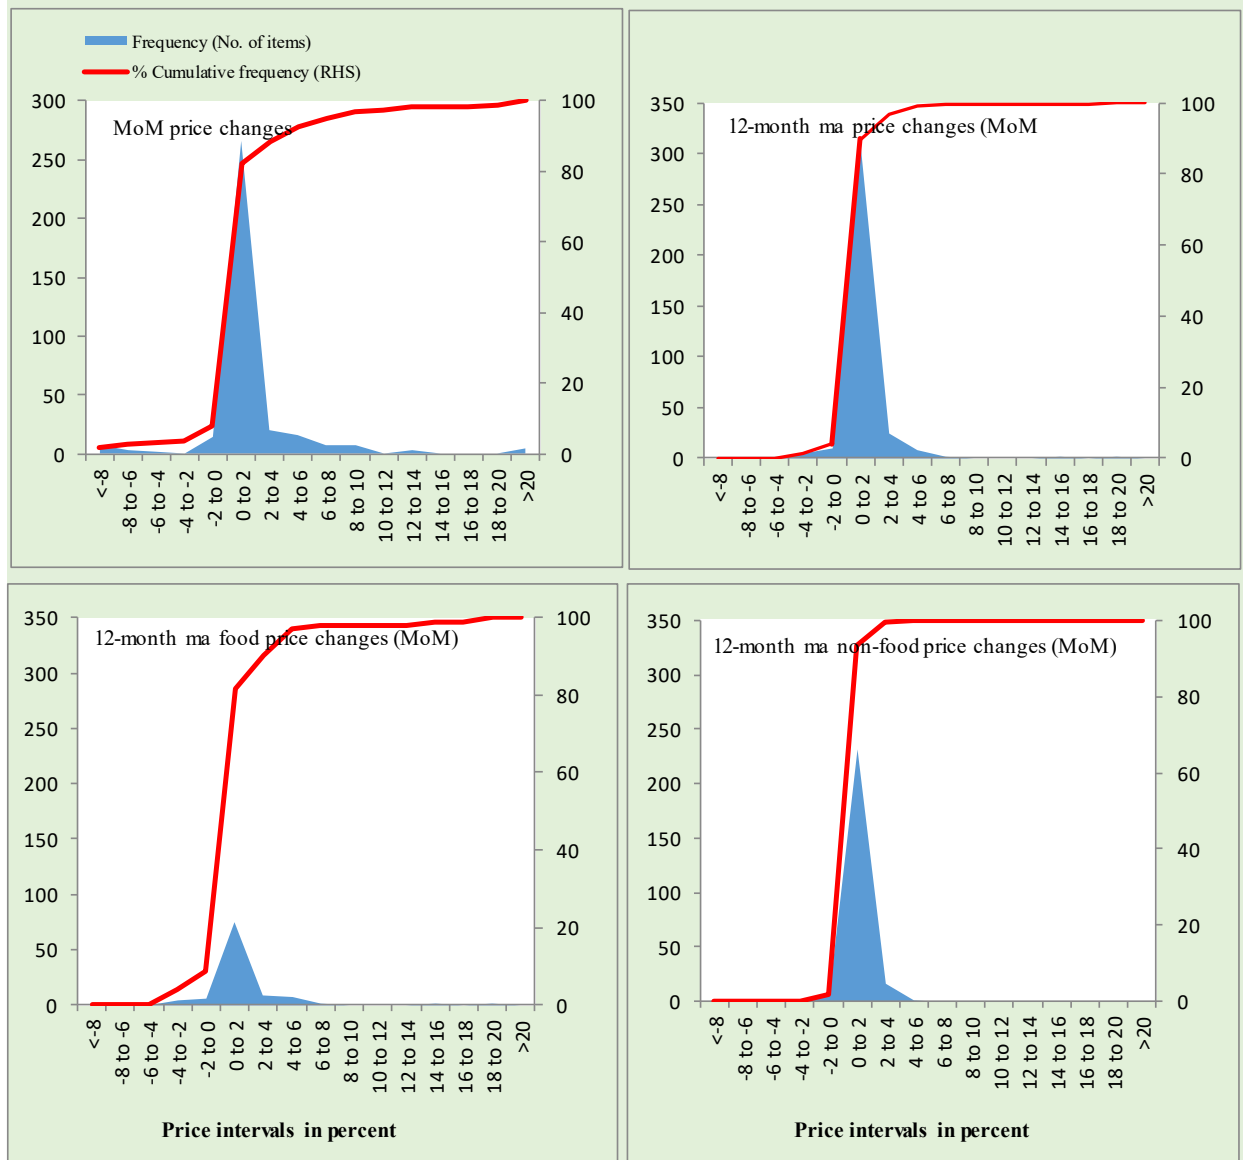 Frequency (No. of items)
% Cumulative frequency (RHS)
MoM price changes
300
250
200
150
100
50
0
100
80
60
40
20
0
<-8
-8 to -6
-6 to -4
-4 to -2
-2 to 0
0 to 2
2 to 4
4 to 6
6 to 8
8 to 10
10 to 12
12 to 14
14 to 16
16 to 18
18 to 20
>20
12-month ma price changes (MoM
350
300
250
200
150
100
50
0
100
80
60
40
20
0
<-8
-8 to -6
-6 to -4
-4 to -2
-2 to 0
0 to 2
2 to 4
4 to 6
6 to 8
8 to 10
10 to 12
12 to 14
14 to 16
16 to 18
18 to 20
>20
12-month ma food price changes (MoM)
350
300
250
200
150
100
50
0
100
80
60
40
20
0
<-8
-8 to -6
-6 to -4
-4 to -2
-2 to 0
0 to 2
2 to 4
4 to 6
6 to 8
8 to 10
10 to 12
12 to 14
14 to 16
16 to 18
18 to 20
>20
Price intervals in percent
12-month ma non-food price changes (MoM)
350
300
250
200
150
100
50
0
100
80
60
40
20
0
<-8
-8 to -6
-6 to -4
-4 to -2
-2 to 0
0 to 2
2 to 4
4 to 6
6 to 8
8 to 10
10 to 12
12 to 14
14 to 16
16 to 18
18 to 20
>20
Price intervals in percent